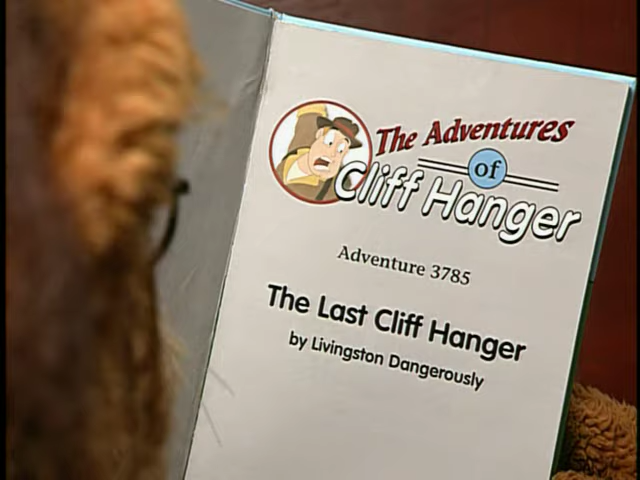 The Adventures
of
Cliff Hanger
Adventure 3785
The Last Cliff Hanger
by Livingston Dangerously